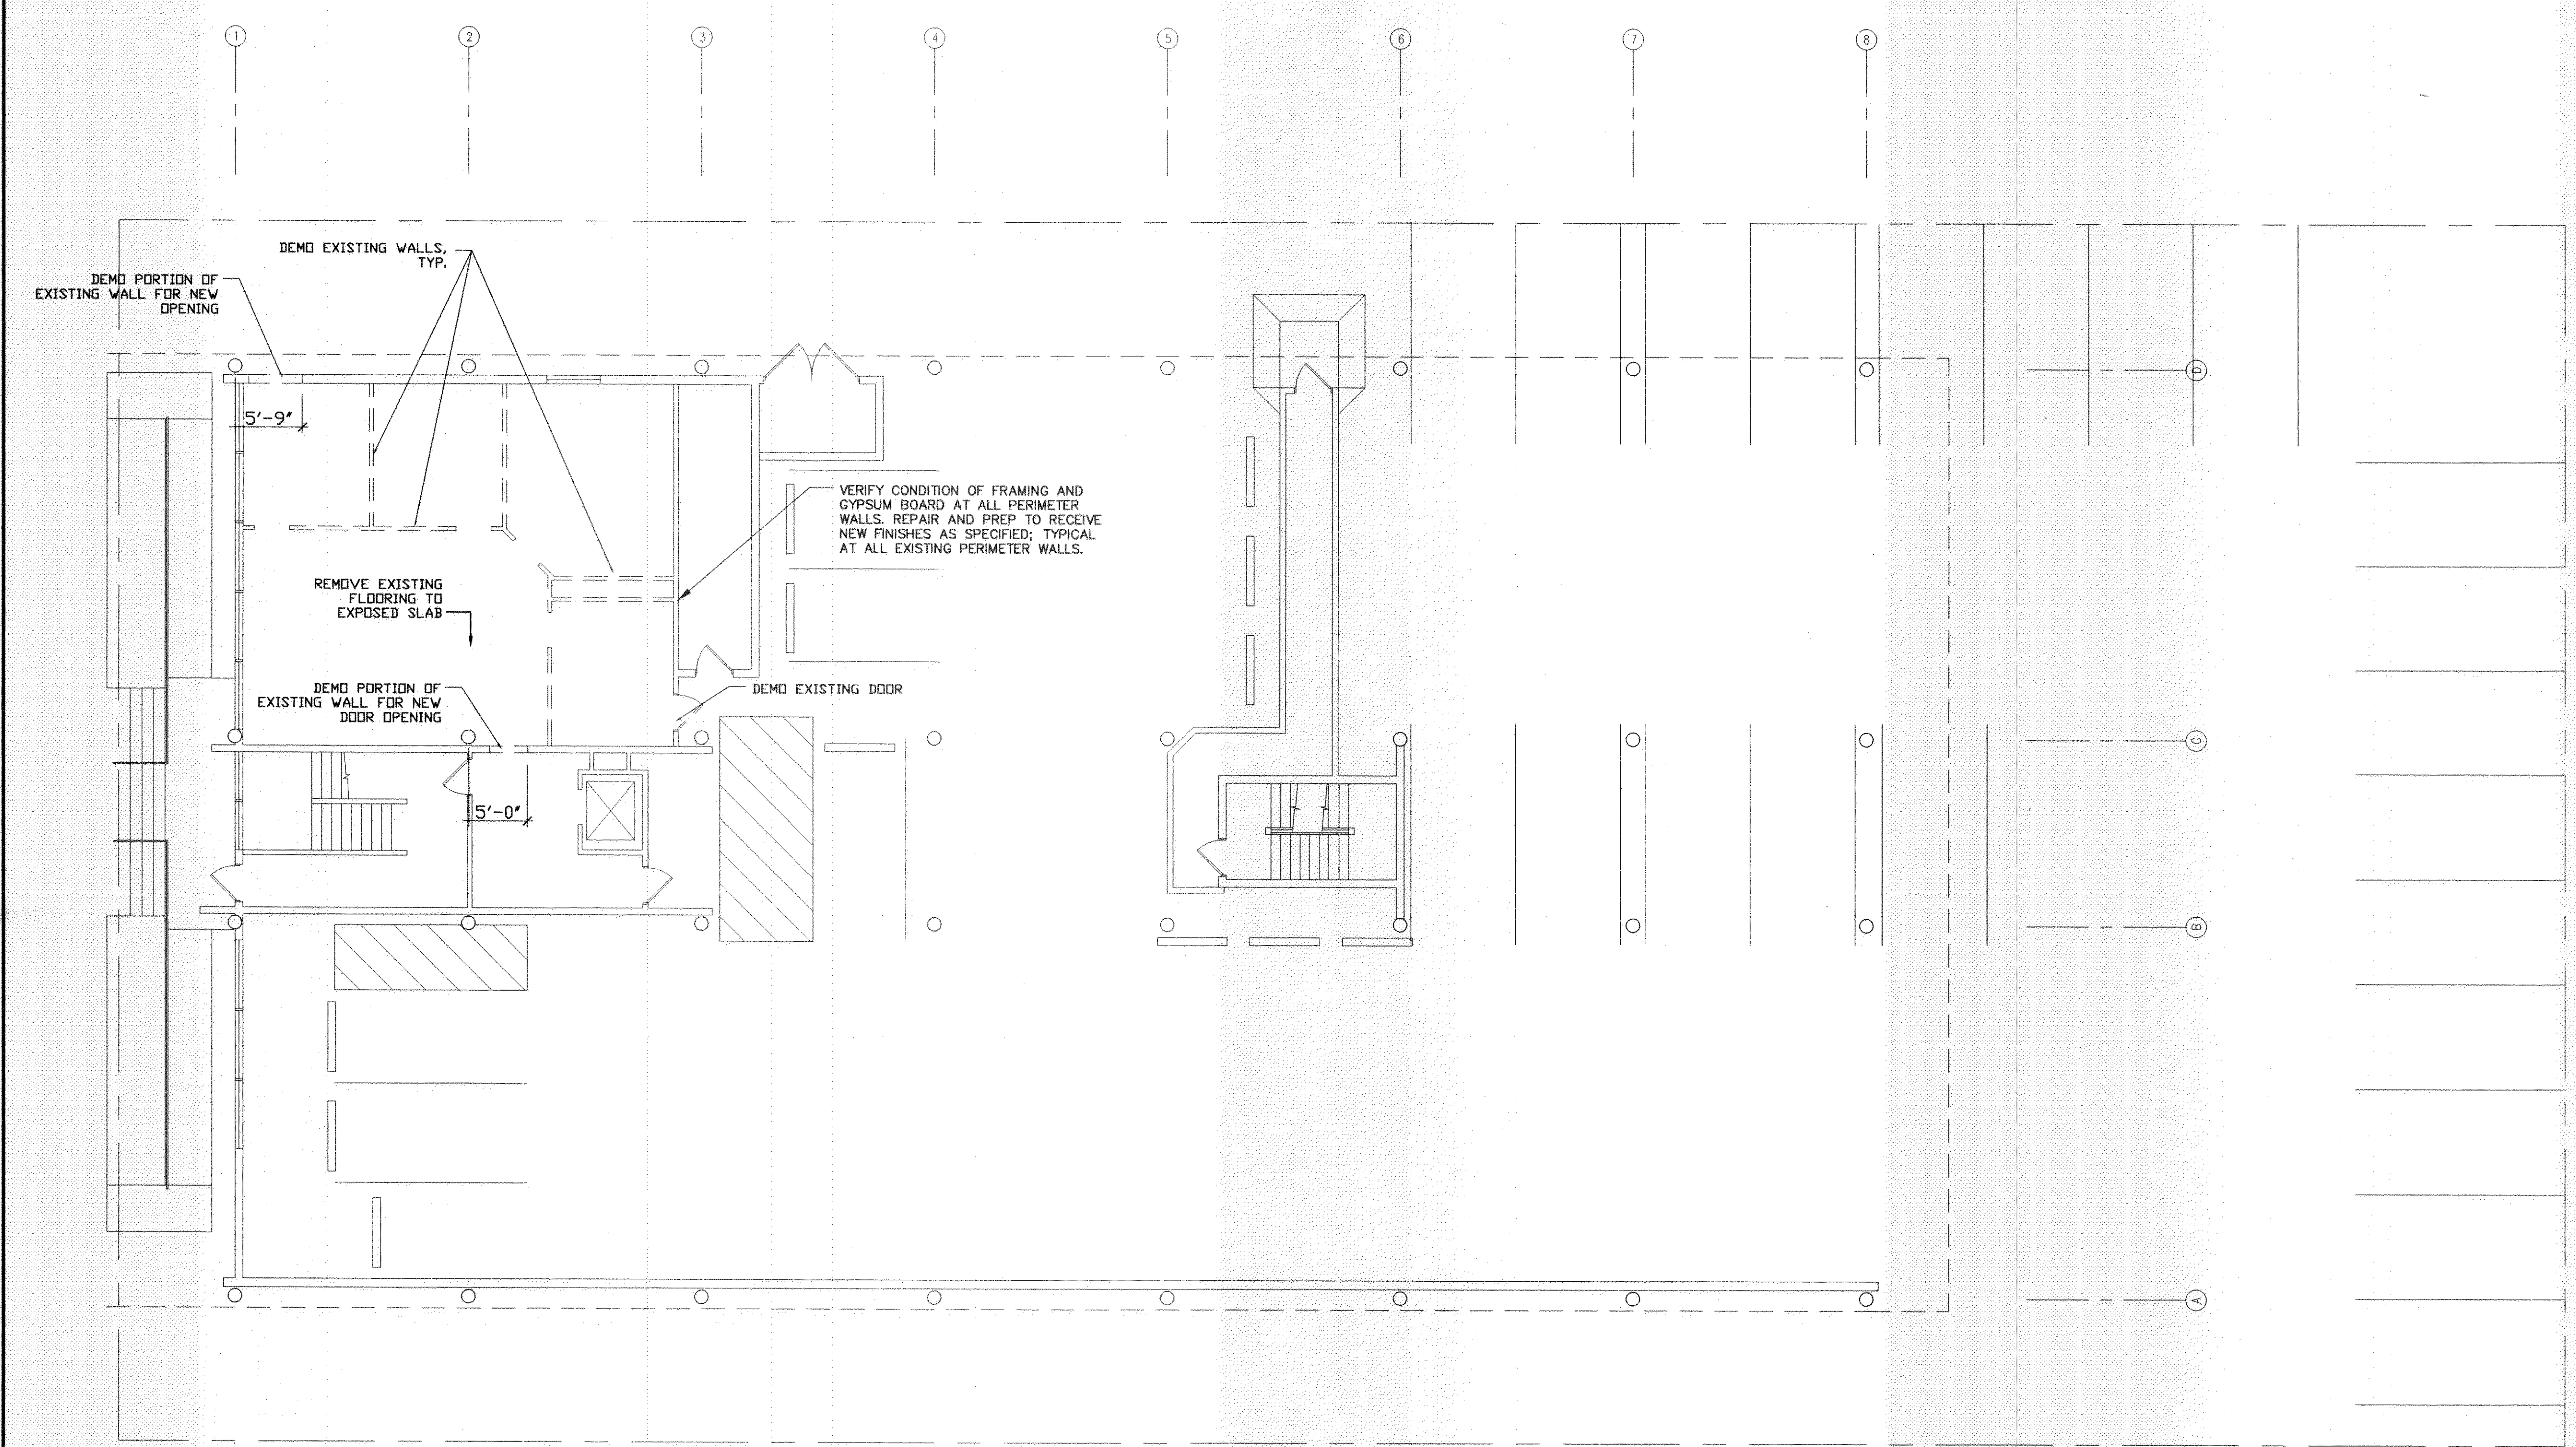 1
2
3
4
5
6
7
8
DEMO EXISTING WALLS,
TYP.
DEMO PORTION OF
EXISTING WALL FOR NEW
OPENING
D
5'-9"
VERIFY CONDITION OF FRAMING AND
GYPSUM BOARD AT ALL PERIMETER
WALLS. REPAIR AND PREP TO RECEIVE
NEW FINISHES AS SPECIFIED; TYPICAL
AT ALL EXISTING PERIMETER WALLS.
REMOVE EXISTING
FLOORING TO
EXPOSED SLAB
DEMO PORTION OF
EXISTING WALL FOR NEW
DOOR OPENING
DEMO EXISTING DOOR
C
5'-0"
B
A